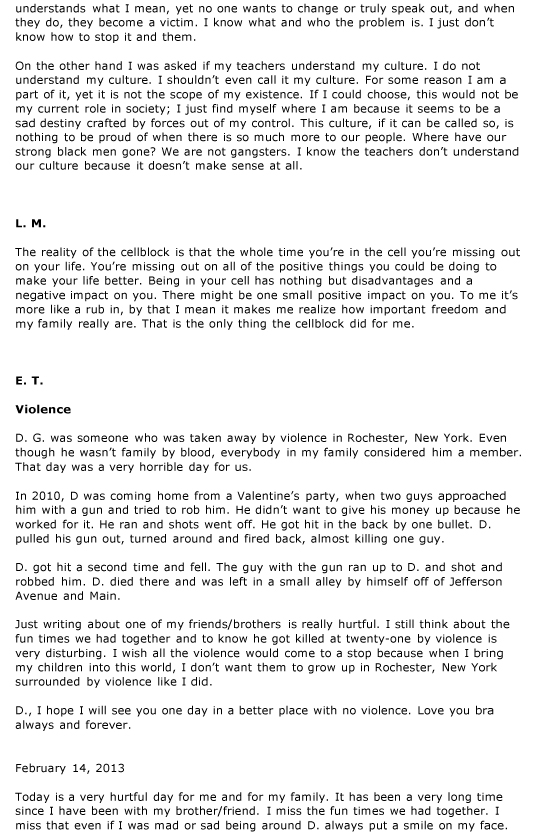 understands what I mean, yet no one wants to change or truly speak out, and when
they do, they become a victim. I know what and who the problem is. I just don’t
know how to stop it and them.
On the other hand I was asked if my teachers understand my culture. I do not
understand my culture. I shouldn’t even call it my culture. For some reason I am a
part of it, yet it is not the scope of my existence. If I could choose, this would not be
my current role in society; I just find myself where I am because it seems to be a
sad destiny crafted by forces out of my control. This culture, if it can be called so, is
nothing to be proud of when there is so much more to our people. Where have our
strong black men gone? We are not gangsters. I know the teachers don’t understand
our culture because it doesn’t make sense at all.
L. M.
The reality of the cellblock is that the whole time you’re in the cell you’re missing out
on your life. You’re missing out on all of the positive things you could be doing to
make your life better. Being in your cell has nothing but disadvantages and a
negative impact on you. There might be one small positive impact on you. To me it’s
more like a rub in, by that I mean it makes me realize how important freedom and
my family really are. That is the only thing the cellblock did for me.
E. T.
Violence
D. G. was someone who was taken away by violence in Rochester, New York. Even
though he wasn’t family by blood, everybody in my family considered him a member.
That day was a very horrible day for us.
In 2010, D was coming home from a Valentine’s party, when two guys approached
him with a gun and tried to rob him. He didn’t want to give his money up because he
worked for it. He ran and shots went off. He got hit in the back by one bullet. D.
pulled his gun out, turned around and fired back, almost killing one guy.
D. got hit a second time and fell. The guy with the gun ran up to D. and shot and
robbed him. D. died there and was left in a small alley by himself off of Jefferson
Avenue and Main.
Just writing about one of my friends/brothers is really hurtful. I still think about the
fun times we had together and to know he got killed at twenty-one by violence is
very disturbing. I wish all the violence would come to a stop because when I bring
my children into this world, I don’t want them to grow up in Rochester, New York
surrounded by violence like I did.
D., I hope I will see you one day in a better place with no violence. Love you bra
always and forever.
February 14, 2013
Today is a very hurtful day for me and for my family. It has been a very long time
since I have been with my brother/friend. I miss the fun times we had together. I
miss that even if I was mad or sad being around D. always put a smile on my face.